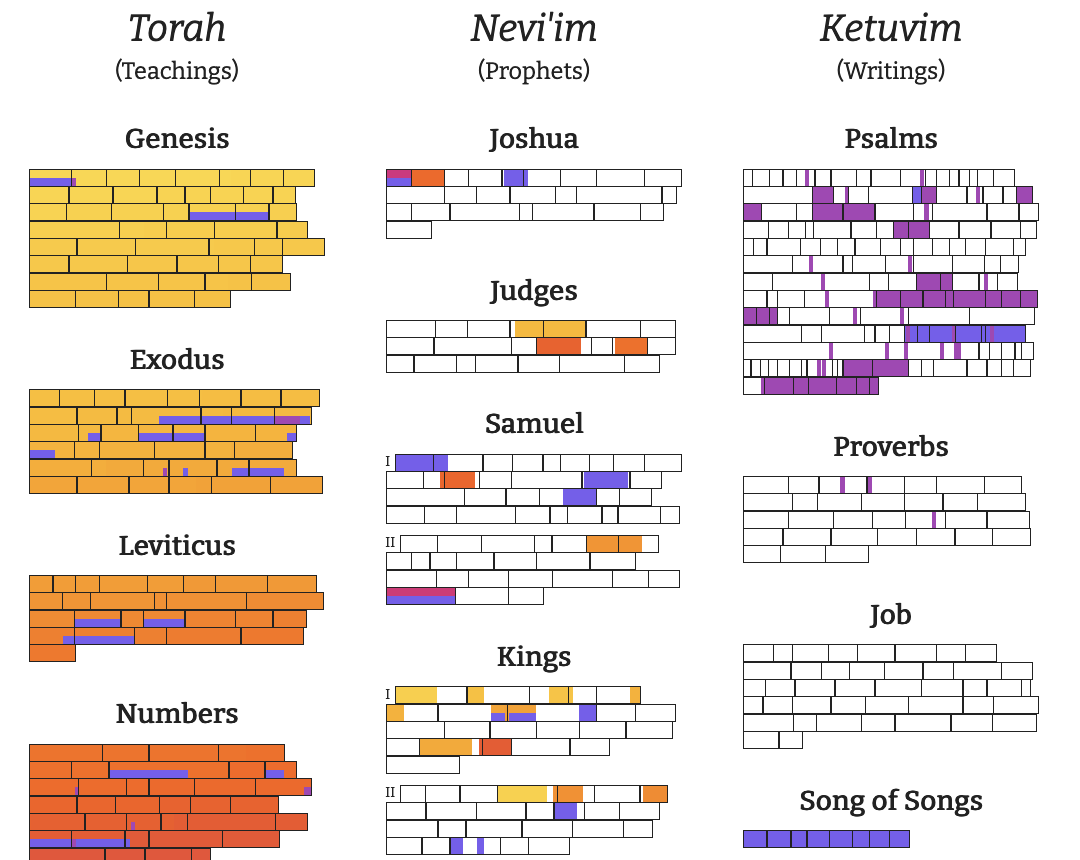 Torah
(Teachings)
Genesis
Exodus
Leviticus
Numbers
Nevi'im
(Prophets)
Joshua
Judges
Samuel
I
II
Kings
I
II
Ketuvim
(Writings)
Psalms
Proverbs
Job
Song of Songs